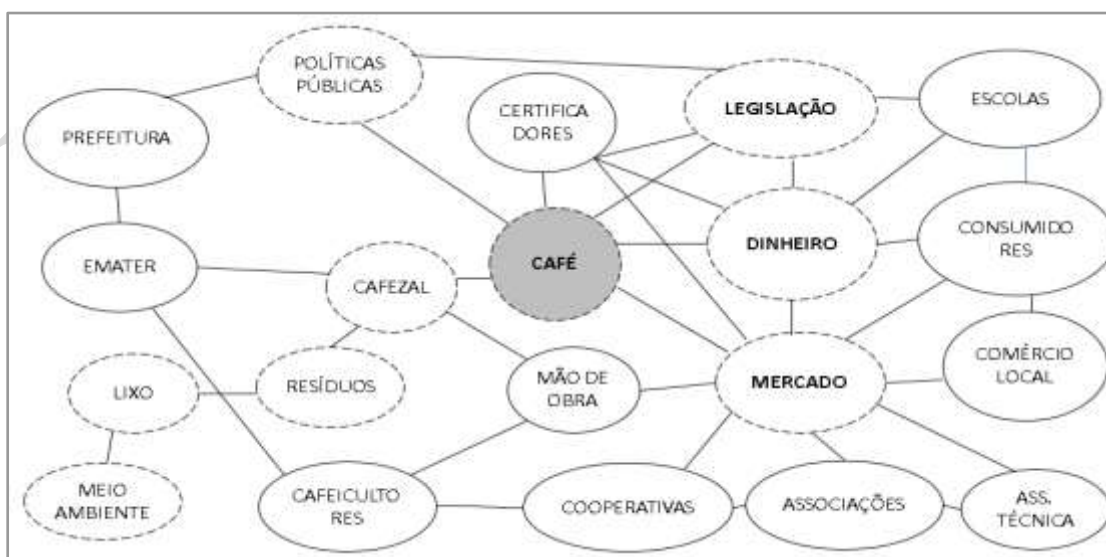 POLÍTICAS
PÚBLICAS
CERTIFICA
DORES
LEGISLAÇÃO
ESCOLAS
PREFEITURA
EMATER
CAFEZAL
CAFÉ
DINHEIRO
CONSUMIDO
RES
LIXO
RESÍDUOS
MÃO DE
OBRA
MERCADO
COMÉRCIO
LOCAL
MEIO
AMBIENTE
CAFEICULTO
RES
COOPERATIVAS
ASSOCIAÇÕES
ASS.
TÉCNICA